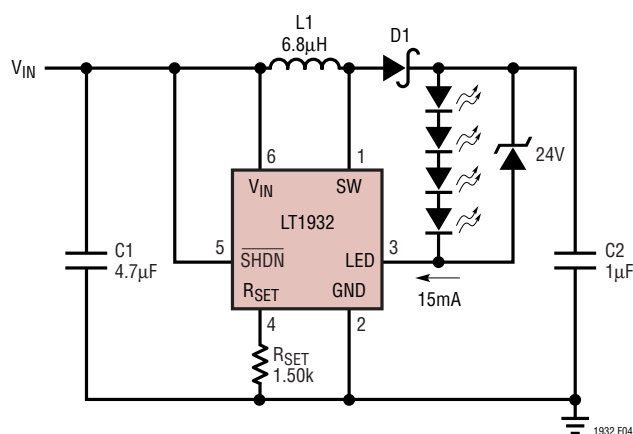 L1
6.8µH
D1
VIN
6
1
VIN
SW
24V
LT1932
C1
4.7µF
5
SHDN
LED
3
C2
1µF
RSET
GND
15mA
4
2
RSET
1.50k
1932 F04